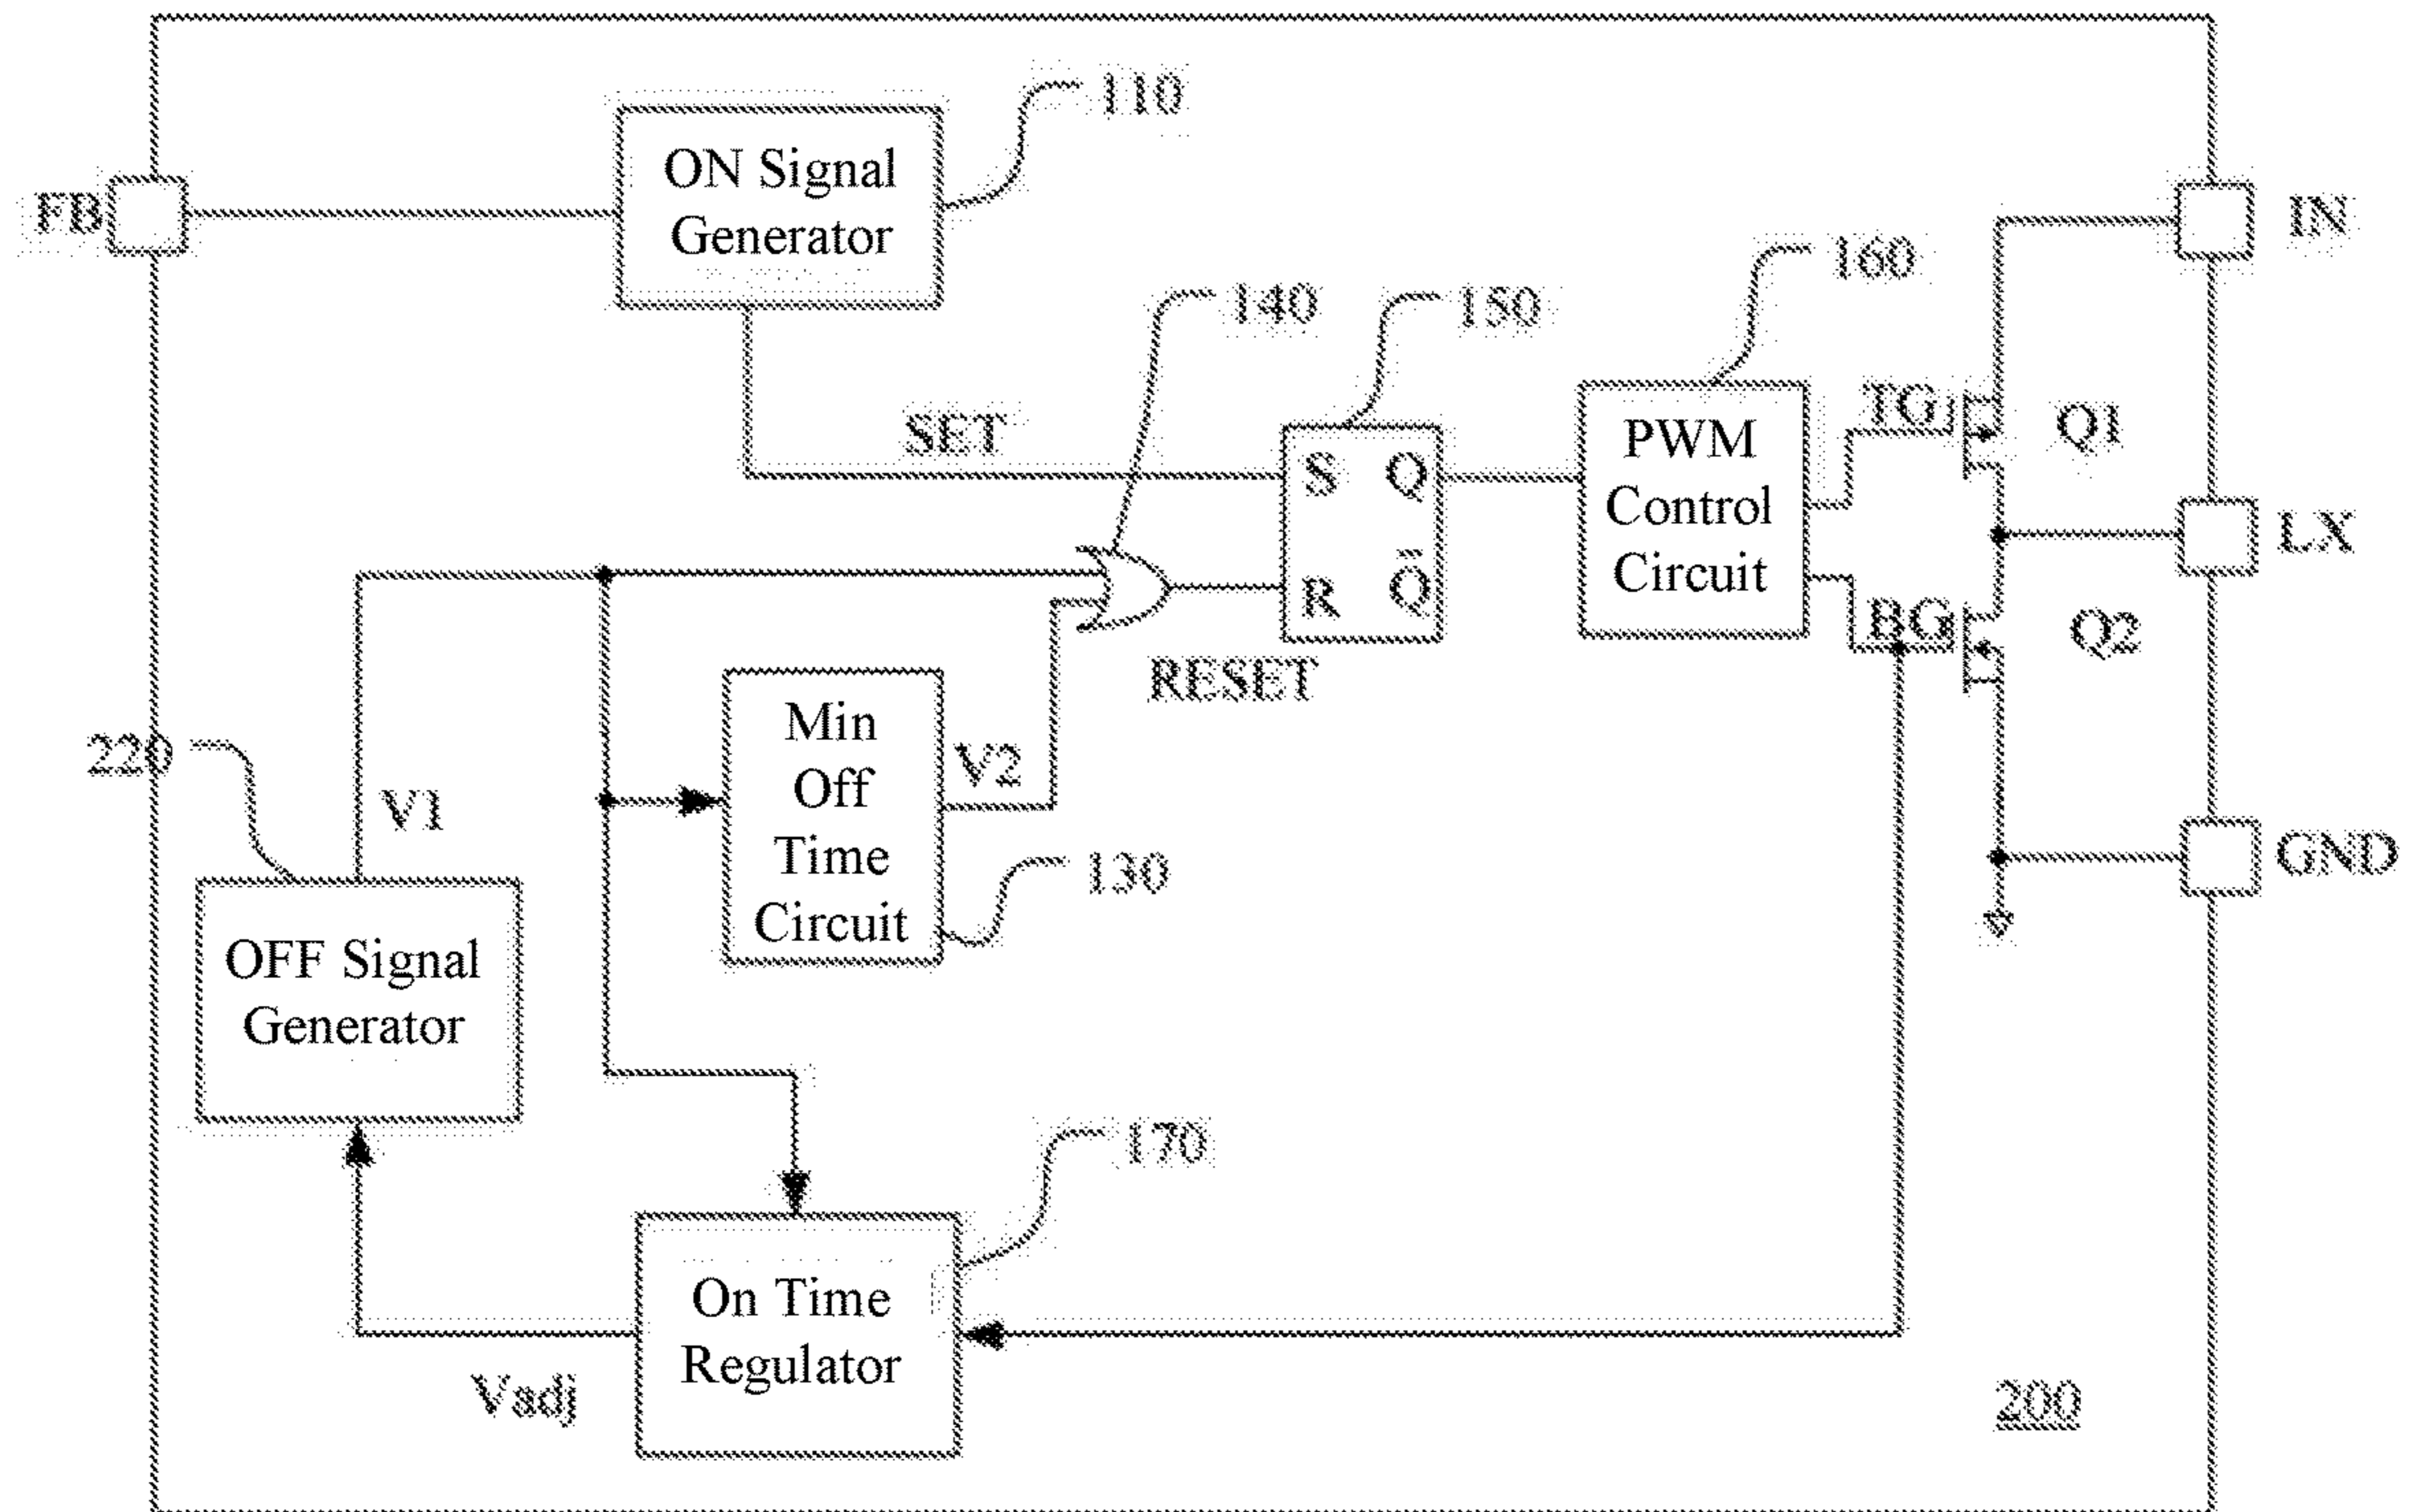 110
ON Signal
Generator
FB
IN
160
140
150
TG
Q1
SET
PWM
Control
Circuit
S Q
LX
R Q̅
BG
Q2
RESET
Min
Off
Time
Circuit
V2
220
V1
130
GND
OFF Signal
Generator
170
On Time
Regulator
Vadj
200